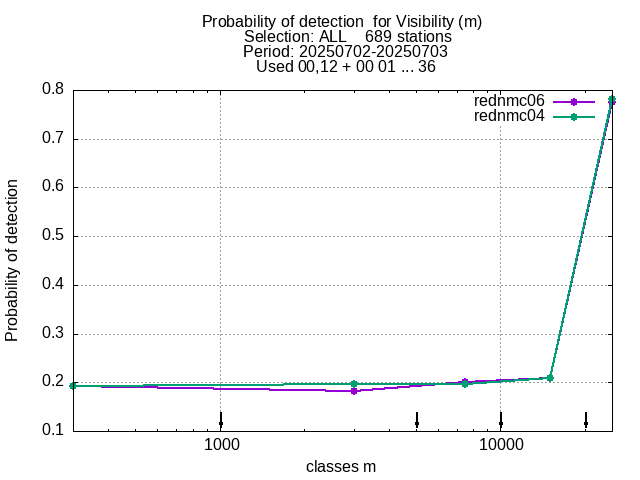 Probability of detection  for Visibility (m)
Selection: ALL    689 stations
Period: 20250702-20250703
Used 00,12 + 00 01 ... 36
rednmc06
rednmc04
0.8
0.7
0.6
0.5
0.4
0.3
0.2
0.1
Probability of detection
1000
10000
classes m